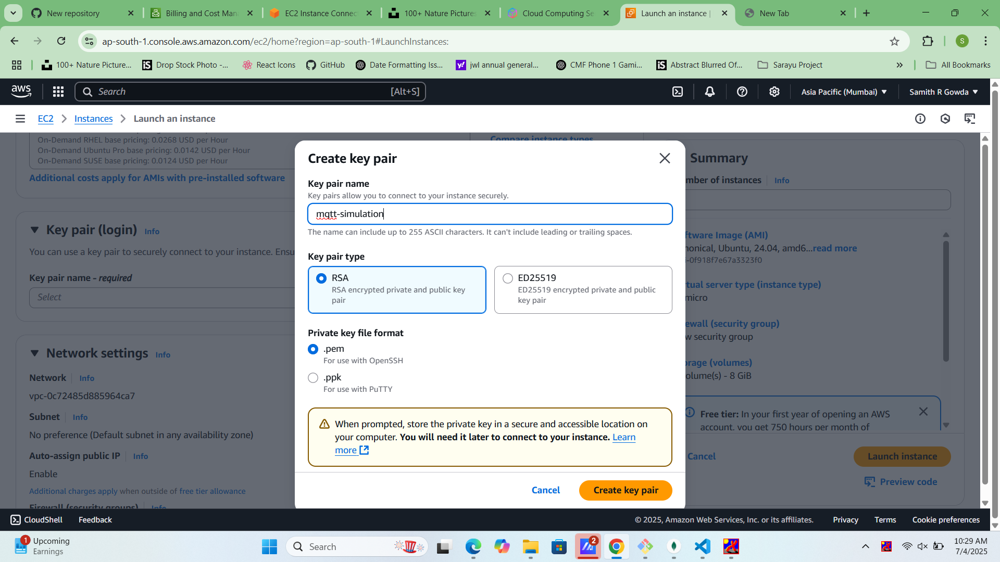 New repository
Billing and Cost Man
EC2 Instance Connec
100+ Nature Pictures
Cloud Computing Se
Launch an instance |
New Tab
ap-south-1.console.aws.amazon.com/ec2/home?region=ap-south-1#LaunchInstances:
S
100+ Nature Picture...
Drop Stock Photo -...
React Icons
GitHub
Date Formatting Iss...
jwl annual general...
CMF Phone 1 Gami...
Abstract Blurred Of...
Sarayu Project
All Bookmarks
aws
Search
[Alt+S]
Asia Pacific (Mumbai)
Samith R Gowda
EC2
Instances
Launch an instance
On-Demand RHEL base pricing: 0.0268 USD per Hour
On-Demand Ubuntu Pro base pricing: 0.0142 USD per Hour
On-Demand SUSE base pricing: 0.0124 USD per Hour
Additional costs apply for AMIs with pre-installed software
Compare instance types
Key pair (login) Info
You can use a key pair to securely connect to your instance. Ensu
Key pair name - required
Select
Network settings Info
Network Info
vpc-0c72485d885964ca7
Subnet Info
No preference (Default subnet in any availability zone)
Auto-assign public IP Info
Enable
Additional charges apply when outside of free tier allowance
Firewall (security groups) Info
Create key pair
Key pair name
Key pairs allow you to connect to your instance securely.
mqtt-simulation
The name can include up to 255 ASCII characters. It can't include leading or trailing spaces.
Key pair type
RSA
RSA encrypted private and public key
pair
ED25519
ED25519 encrypted private and public
key pair
Private key file format
.pem
For use with OpenSSH
.ppk
For use with PuTTY
When prompted, store the private key in a secure and accessible location on
your computer. You will need it later to connect to your instance. Learn
more
Cancel
Create key pair
Summary
mber of instances Info
ftware Image (AMI)
nonical, Ubuntu, 24.04, amd6...read more
i-0f918f7e67a3323f0
rtual server type (instance type)
micro
ewall (security group)
w security group
orage (volumes)
olume(s) - 8 GiB
Free tier: In your first year of opening an AWS
account, you get 750 hours per month of
Cancel
Launch instance
Preview code
CloudShell
Feedback
© 2025, Amazon Web Services, Inc. or its affiliates.
Privacy
Terms
Cookie preferences
1
Upcoming
Earnings
Search
2
10:29 AM
7/4/2025